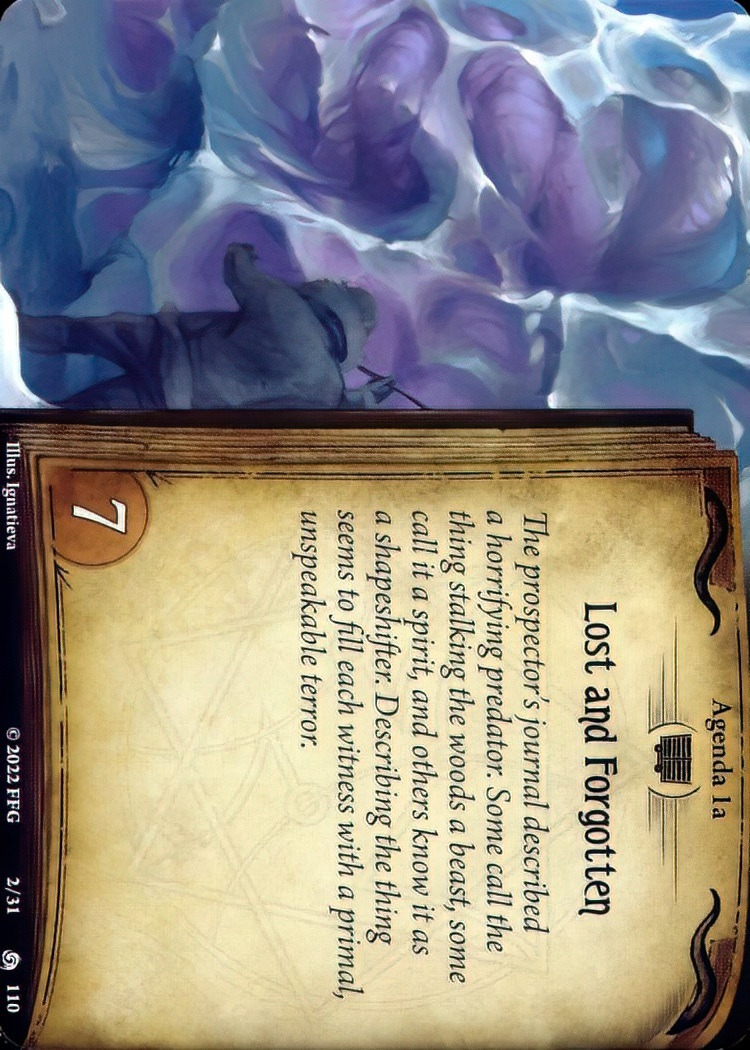 Agenda 1a
Lost and Forgotten
The prospector's journal described
a horrifying predator. Some call the
thing stalking the woods a beast, some
call it a spirit, and others know it as
a shapeshifter. Describing the thing
seems to fill each witness with a primal,
unspeakable terror.
7
Illus. Ignatieva
© 2022 FFG
2/31
110